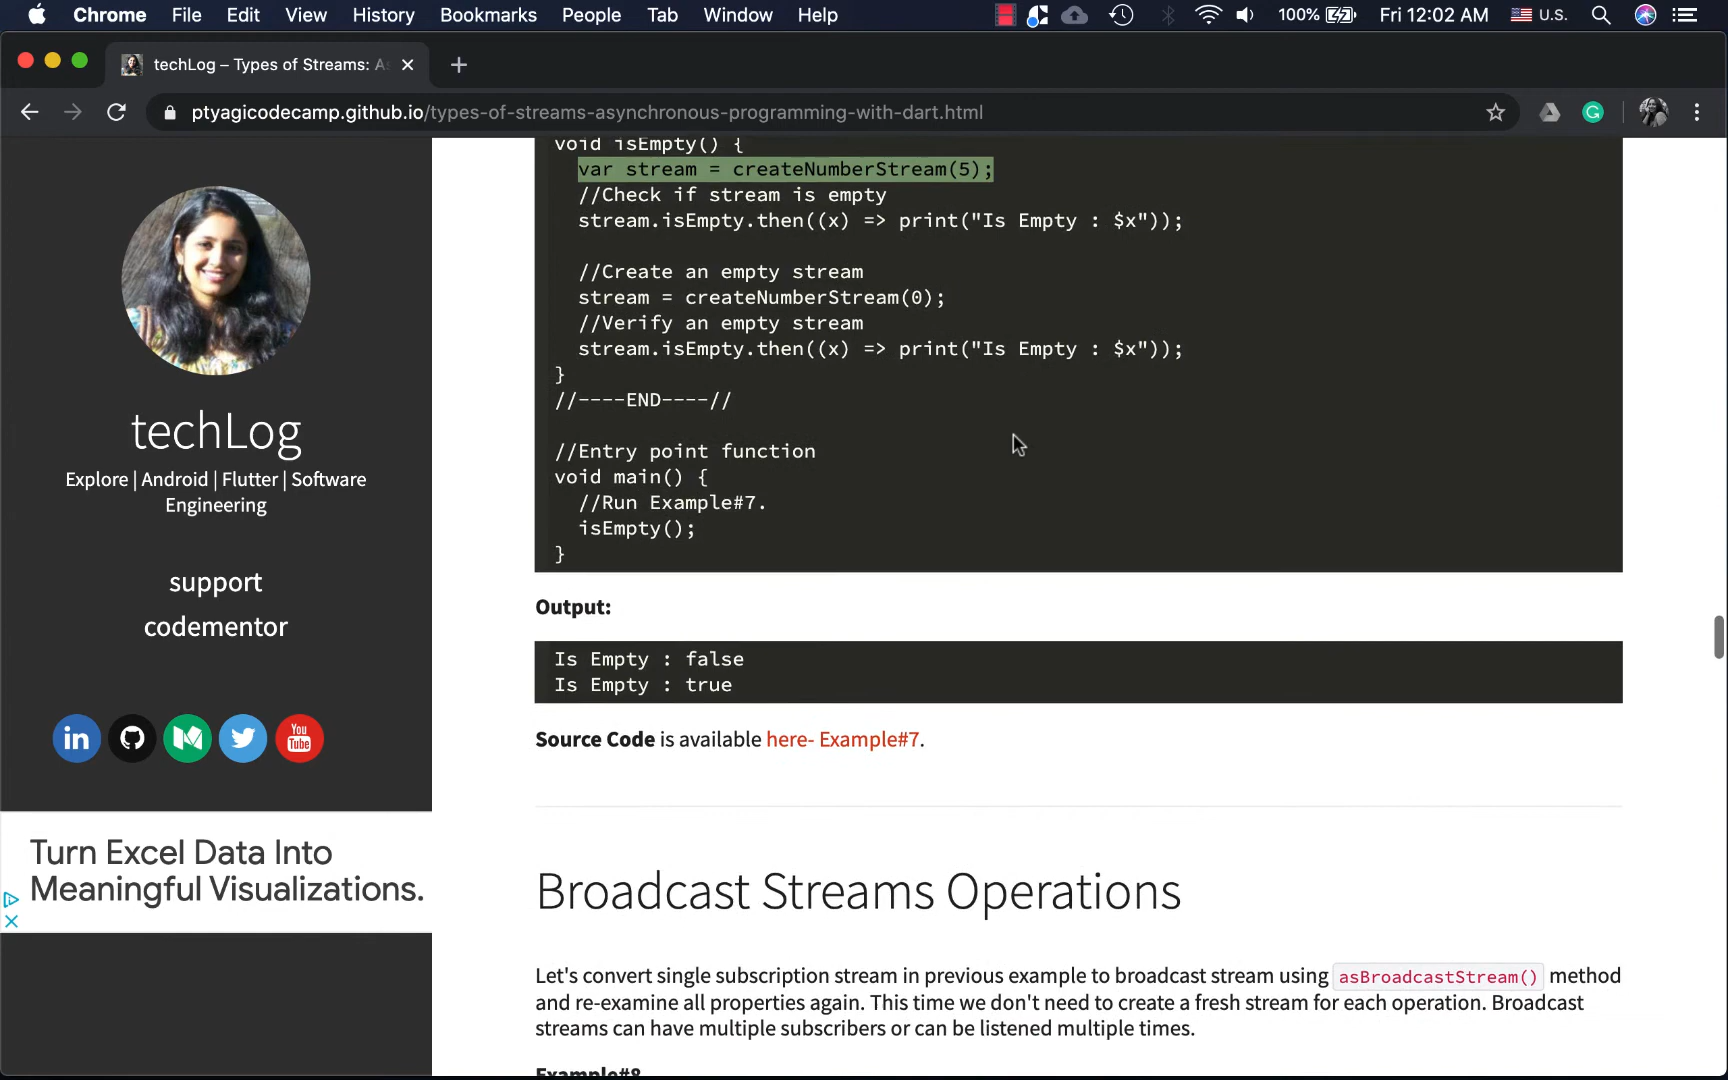 Chrome File Edit View History Bookmarks People Tab Window Help 100% Fri 12:02 AM U.S.
techLog – Types of Streams: As
ptyagicodecamp.github.io/types-of-streams-asynchronous-programming-with-dart.html
techLog
Explore | Android | Flutter | Software
Engineering
support
codementor
in
You
Tube
Turn Excel Data Into
Meaningful Visualizations.
void isEmpty() {
var stream = createNumberStream(5);
//Check if stream is empty
stream.isEmpty.then((x) => print("Is Empty : $x"));
//Create an empty stream
stream = createNumberStream(0);
//Verify an empty stream
stream.isEmpty.then((x) => print("Is Empty : $x"));
}
//----END----//
//Entry point function
void main() {
//Run Example#7.
isEmpty();
}
Output:
Is Empty : false
Is Empty : true
Source Code is available here- Example#7.
Broadcast Streams Operations
Let's convert single subscription stream in previous example to broadcast stream using asBroadcastStream() method
and re-examine all properties again. This time we don't need to create a fresh stream for each operation. Broadcast
streams can have multiple subscribers or can be listened multiple times.
Example#8